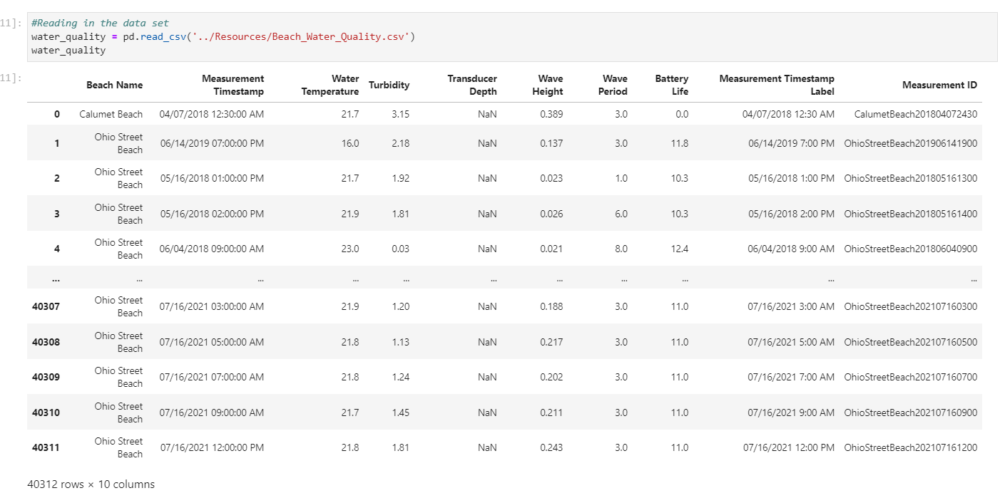 11]: #Reading in the data set
water_quality = pd.read_csv('../Resources/Beach_Water_Quality.csv')
water_quality
11]: Beach Name Measurement Timestamp Water Temperature Turbidity Transducer Depth Wave Height Wave Period Battery Life Measurement Timestamp Label Measurement ID
0 Calumet Beach 04/07/2018 12:30:00 AM 21.7 3.15 NaN 0.389 3.0 0.0 04/07/2018 12:30 AM CalumetBeach201804072430
1 Ohio Street Beach 06/14/2019 07:00:00 PM 16.0 2.18 NaN 0.137 3.0 11.8 06/14/2019 7:00 PM OhioStreetBeach201906141900
2 Ohio Street Beach 05/16/2018 01:00:00 PM 21.7 1.92 NaN 0.023 1.0 10.3 05/16/2018 1:00 PM OhioStreetBeach201805161300
3 Ohio Street Beach 05/16/2018 02:00:00 PM 21.9 1.81 NaN 0.026 6.0 10.3 05/16/2018 2:00 PM OhioStreetBeach201805161400
4 Ohio Street Beach 06/04/2018 09:00:00 AM 23.0 0.03 NaN 0.021 8.0 12.4 06/04/2018 9:00 AM OhioStreetBeach201806040900
... ... ... ... ... ... ... ... ... ... ...
40307 Ohio Street Beach 07/16/2021 03:00:00 AM 21.9 1.20 NaN 0.188 3.0 11.0 07/16/2021 3:00 AM OhioStreetBeach202107160300
40308 Ohio Street Beach 07/16/2021 05:00:00 AM 21.8 1.13 NaN 0.217 3.0 11.0 07/16/2021 5:00 AM OhioStreetBeach202107160500
40309 Ohio Street Beach 07/16/2021 07:00:00 AM 21.8 1.24 NaN 0.202 3.0 11.0 07/16/2021 7:00 AM OhioStreetBeach202107160700
40310 Ohio Street Beach 07/16/2021 09:00:00 AM 21.7 1.45 NaN 0.211 3.0 11.0 07/16/2021 9:00 AM OhioStreetBeach202107160900
40311 Ohio Street Beach 07/16/2021 12:00:00 PM 21.8 1.81 NaN 0.243 3.0 11.0 07/16/2021 12:00 PM OhioStreetBeach202107161200
40312 rows × 10 columns